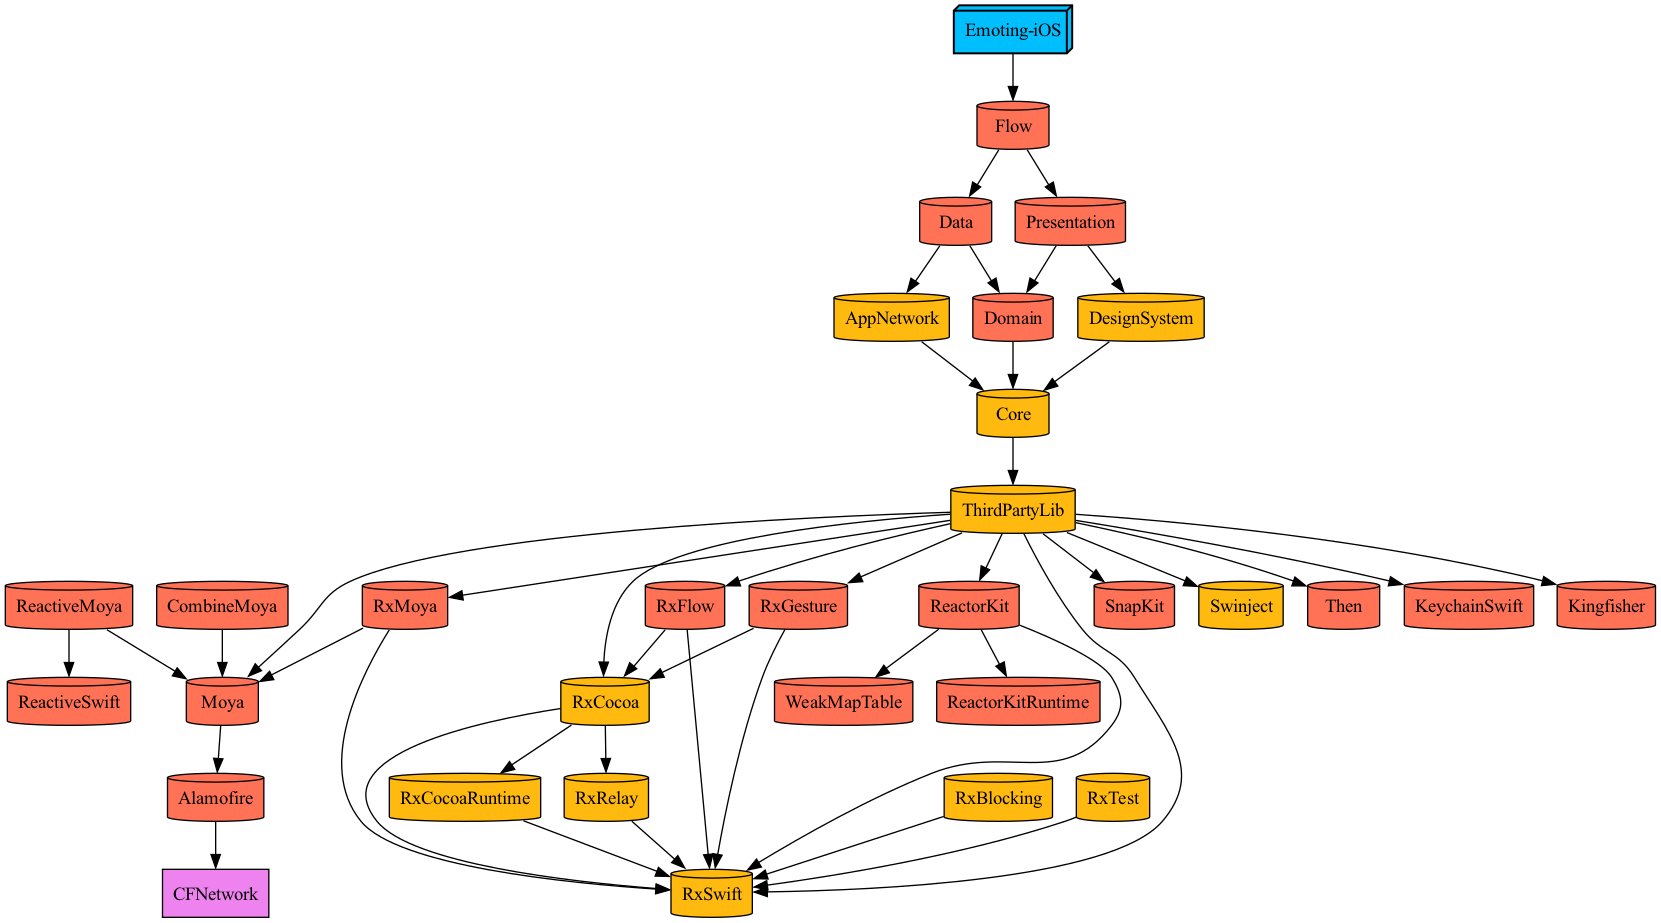 Emoting-iOS
Flow
Data
Presentation
AppNetwork
Domain
DesignSystem
Core
ThirdPartyLib
ReactiveMoya
CombineMoya
RxMoya
RxFlow
RxGesture
ReactorKit
SnapKit
Swinject
Then
KeychainSwift
Kingfisher
ReactiveSwift
Moya
RxCocoa
WeakMapTable
ReactorKitRuntime
Alamofire
RxCocoaRuntime
RxRelay
RxBlocking
RxTest
CFNetwork
RxSwift